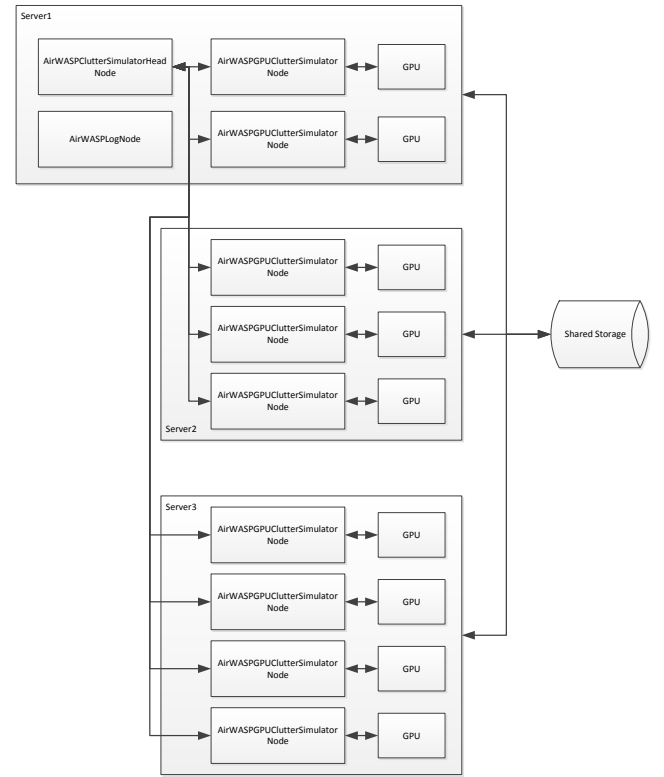 Server1
AirWASPClutterSimulatorHead
Node
AirWASPGPUClutterSimulator
Node
GPU
AirWASPLogNode
AirWASPGPUClutterSimulator
Node
GPU
AirWASPGPUClutterSimulator
Node
GPU
AirWASPGPUClutterSimulator
Node
GPU
AirWASPGPUClutterSimulator
Node
GPU
Server2
Shared Storage
Server3
AirWASPGPUClutterSimulator
Node
GPU
AirWASPGPUClutterSimulator
Node
GPU
AirWASPGPUClutterSimulator
Node
GPU
AirWASPGPUClutterSimulator
Node
GPU